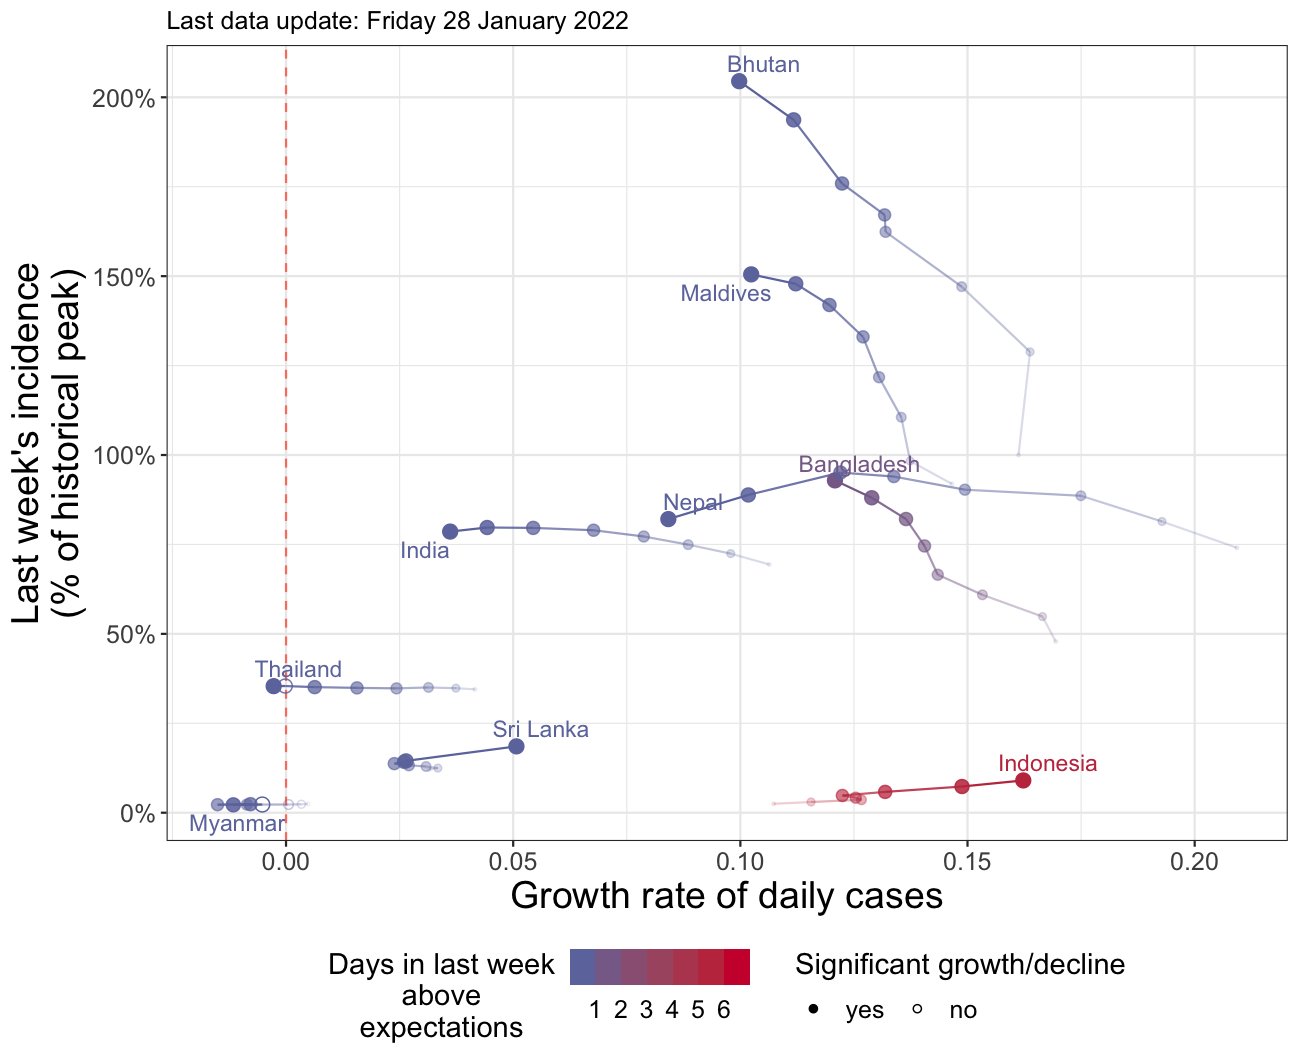 Last data update: Friday 28 January 2022
Last week's incidence
(% of historical peak)
200%
150%
100%
50%
0%
Bhutan
Maldives
Bangladesh
Nepal
India
Thailand
Sri Lanka
Indonesia
Myanmar
0.00 0.05 0.10 0.15 0.20
Growth rate of daily cases
Days in last week
above
expectations
1 2 3 4 5 6
Significant growth/decline
yes no